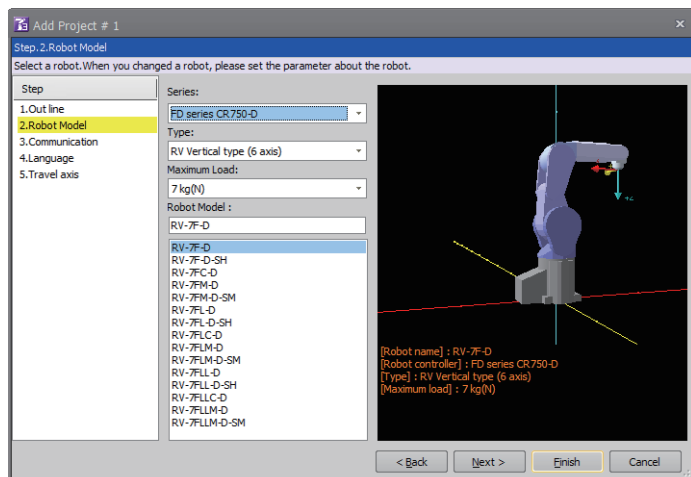 Add Project # 1
Step.2.Robot Model
Select a robot.When you changed a robot, please set the parameter about the robot.
Step
1.Out line
2.Robot Model
3.Communication
4.Language
5.Travel axis
Series:
FD series CR750-D
Type:
RV Vertical type (6 axis)
Maximum Load:
7 kg(N)
Robot Model :
RV-7F-D
RV-7F-D
RV-7F-D-SH
RV-7FC-D
RV-7FM-D
RV-7FM-D-SM
RV-7FL-D
RV-7FL-D-SH
RV-7FLC-D
RV-7FLM-D
RV-7FLM-D-SM
RV-7FLL-D
RV-7FLL-D-SH
RV-7FLLC-D
RV-7FLLM-D
RV-7FLLM-D-SM
[Robot name] : RV-7F-D
[Robot controller] : FD series CR750-D
[Type] : RV Vertical type (6 axis)
[Maximum load] : 7 kg(N)
< Back
Next >
Finish
Cancel